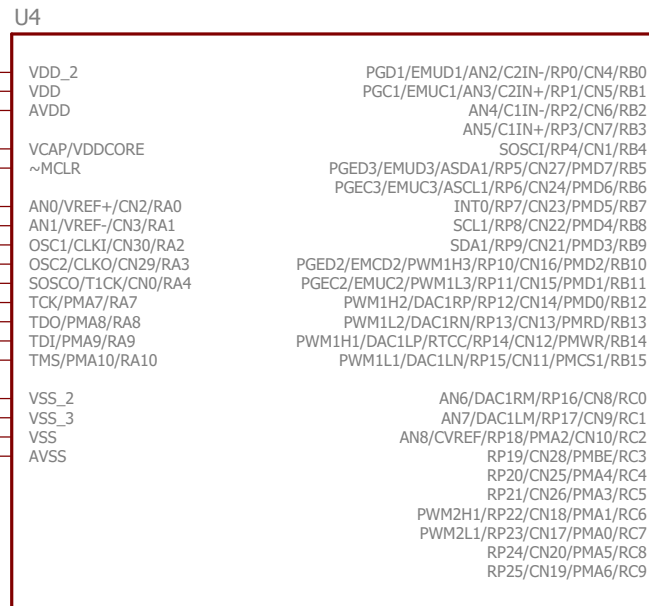 U4
VDD_2
VDD
AVDD
VCAP/VDDCORE
~MCLR
AN0/VREF+/CN2/RA0
AN1/VREF-/CN3/RA1
OSC1/CLKI/CN30/RA2
OSC2/CLKO/CN29/RA3
SOSCO/T1CK/CN0/RA4
TCK/PMA7/RA7
TDO/PMA8/RA8
TDI/PMA9/RA9
TMS/PMA10/RA10
VSS_2
VSS_3
VSS
AVSS
PGD1/EMUD1/AN2/C2IN-/RP0/CN4/RB0
PGC1/EMUC1/AN3/C2IN+/RP1/CN5/RB1
AN4/C1IN-/RP2/CN6/RB2
AN5/C1IN+/RP3/CN7/RB3
SOSCI/RP4/CN1/RB4
PGED3/EMUD3/ASDA1/RP5/CN27/PMD7/RB5
PGEC3/EMUC3/ASCL1/RP6/CN24/PMD6/RB6
INT0/RP7/CN23/PMD5/RB7
SCL1/RP8/CN22/PMD4/RB8
SDA1/RP9/CN21/PMD3/RB9
PGED2/EMCD2/PWM1H3/RP10/CN16/PMD2/RB10
PGEC2/EMUC2/PWM1L3/RP11/CN15/PMD1/RB11
PWM1H2/DAC1RP/RP12/CN14/PMD0/RB12
PWM1L2/DAC1RN/RP13/CN13/PMRD/RB13
PWM1H1/DAC1LP/RTCC/RP14/CN12/PMWR/RB14
PWM1L1/DAC1LN/RP15/CN11/PMCS1/RB15
AN6/DAC1RM/RP16/CN8/RC0
AN7/DAC1LM/RP17/CN9/RC1
AN8/CVREF/RP18/PMA2/CN10/RC2
RP19/CN28/PMBE/RC3
RP20/CN25/PMA4/RC4
RP21/CN26/PMA3/RC5
PWM2H1/RP22/CN18/PMA1/RC6
PWM2L1/RP23/CN17/PMA0/RC7
RP24/CN20/PMA5/RC8
RP25/CN19/PMA6/RC9